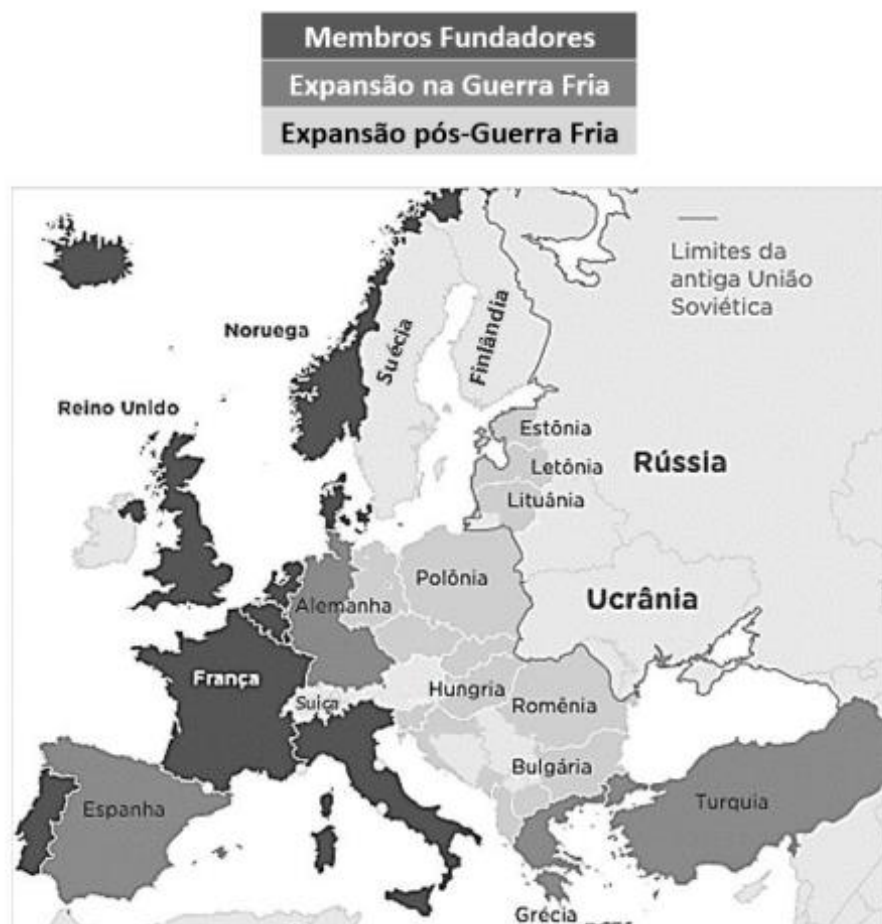 Membros Fundadores
Expansão na Guerra Fria
Expansão pós-Guerra Fria
Limites da
antiga União
Soviética
Noruega
Suécia
Finlândia
Reino Unido
Estônia
Letônia
Rússia
Lituânia
Polônia
Ucrânia
Alemanha
França
Suiça
Hungria
Romênia
Bulgária
Espanha
Turquia
Grécia